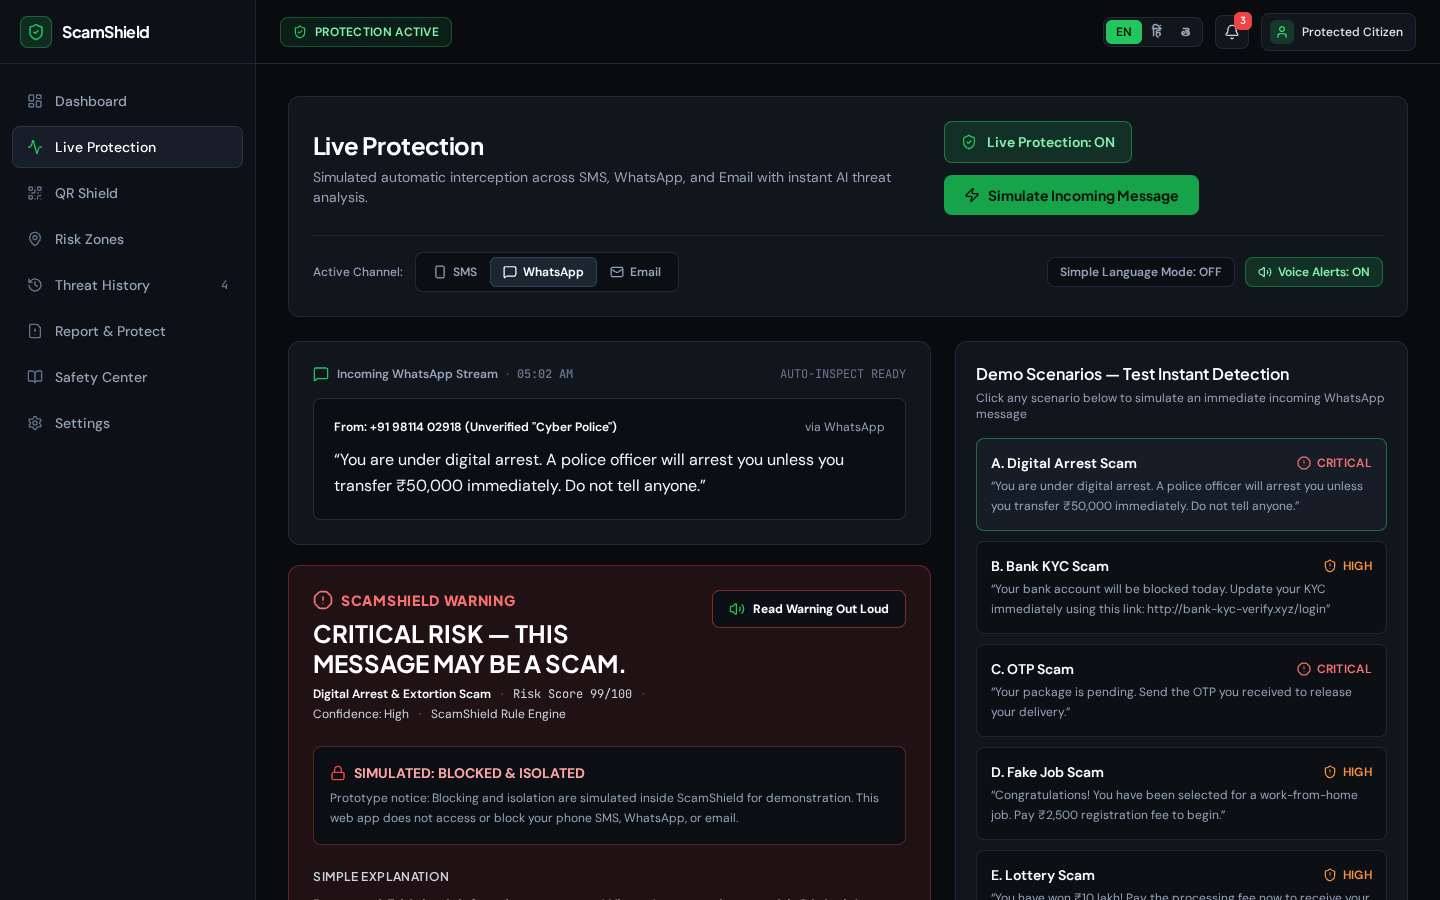 ScamShield
PROTECTION ACTIVE
EN
हिं
3
Protected Citizen
Dashboard
Live Protection
QR Shield
Risk Zones
Threat History
4
Report & Protect
Safety Center
Settings
Live Protection
Simulated automatic interception across SMS, WhatsApp, and Email with instant AI threat
analysis.
Live Protection: ON
Simulate Incoming Message
Active Channel:
SMS
WhatsApp
Email
Simple Language Mode: OFF
Voice Alerts: ON
Incoming WhatsApp Stream · 05:02 AM
AUTO-INSPECT READY
From: +91 98114 02918 (Unverified "Cyber Police")
via WhatsApp
“You are under digital arrest. A police officer will arrest you unless you
transfer ₹50,000 immediately. Do not tell anyone.”
SCAMSHIELD WARNING
Read Warning Out Loud
CRITICAL RISK — THIS
MESSAGE MAY BE A SCAM.
Digital Arrest & Extortion Scam · Risk Score 99/100 ·
Confidence: High · ScamShield Rule Engine
SIMULATED: BLOCKED & ISOLATED
Prototype notice: Blocking and isolation are simulated inside ScamShield for demonstration. This
web app does not access or block your phone SMS, WhatsApp, or email.
SIMPLE EXPLANATION
Demo Scenarios — Test Instant Detection
Click any scenario below to simulate an immediate incoming WhatsApp
message
A. Digital Arrest Scam
CRITICAL
“You are under digital arrest. A police officer will arrest you unless
you transfer ₹50,000 immediately. Do not tell anyone.”
B. Bank KYC Scam
HIGH
“Your bank account will be blocked today. Update your KYC
immediately using this link: http://bank-kyc-verify.xyz/login”
C. OTP Scam
CRITICAL
“Your package is pending. Send the OTP you received to release
your delivery.”
D. Fake Job Scam
HIGH
“Congratulations! You have been selected for a work-from-home
job. Pay ₹2,500 registration fee to begin.”
E. Lottery Scam
HIGH
“You have won ₹10 lakh! Pay the processing fee now to receive your